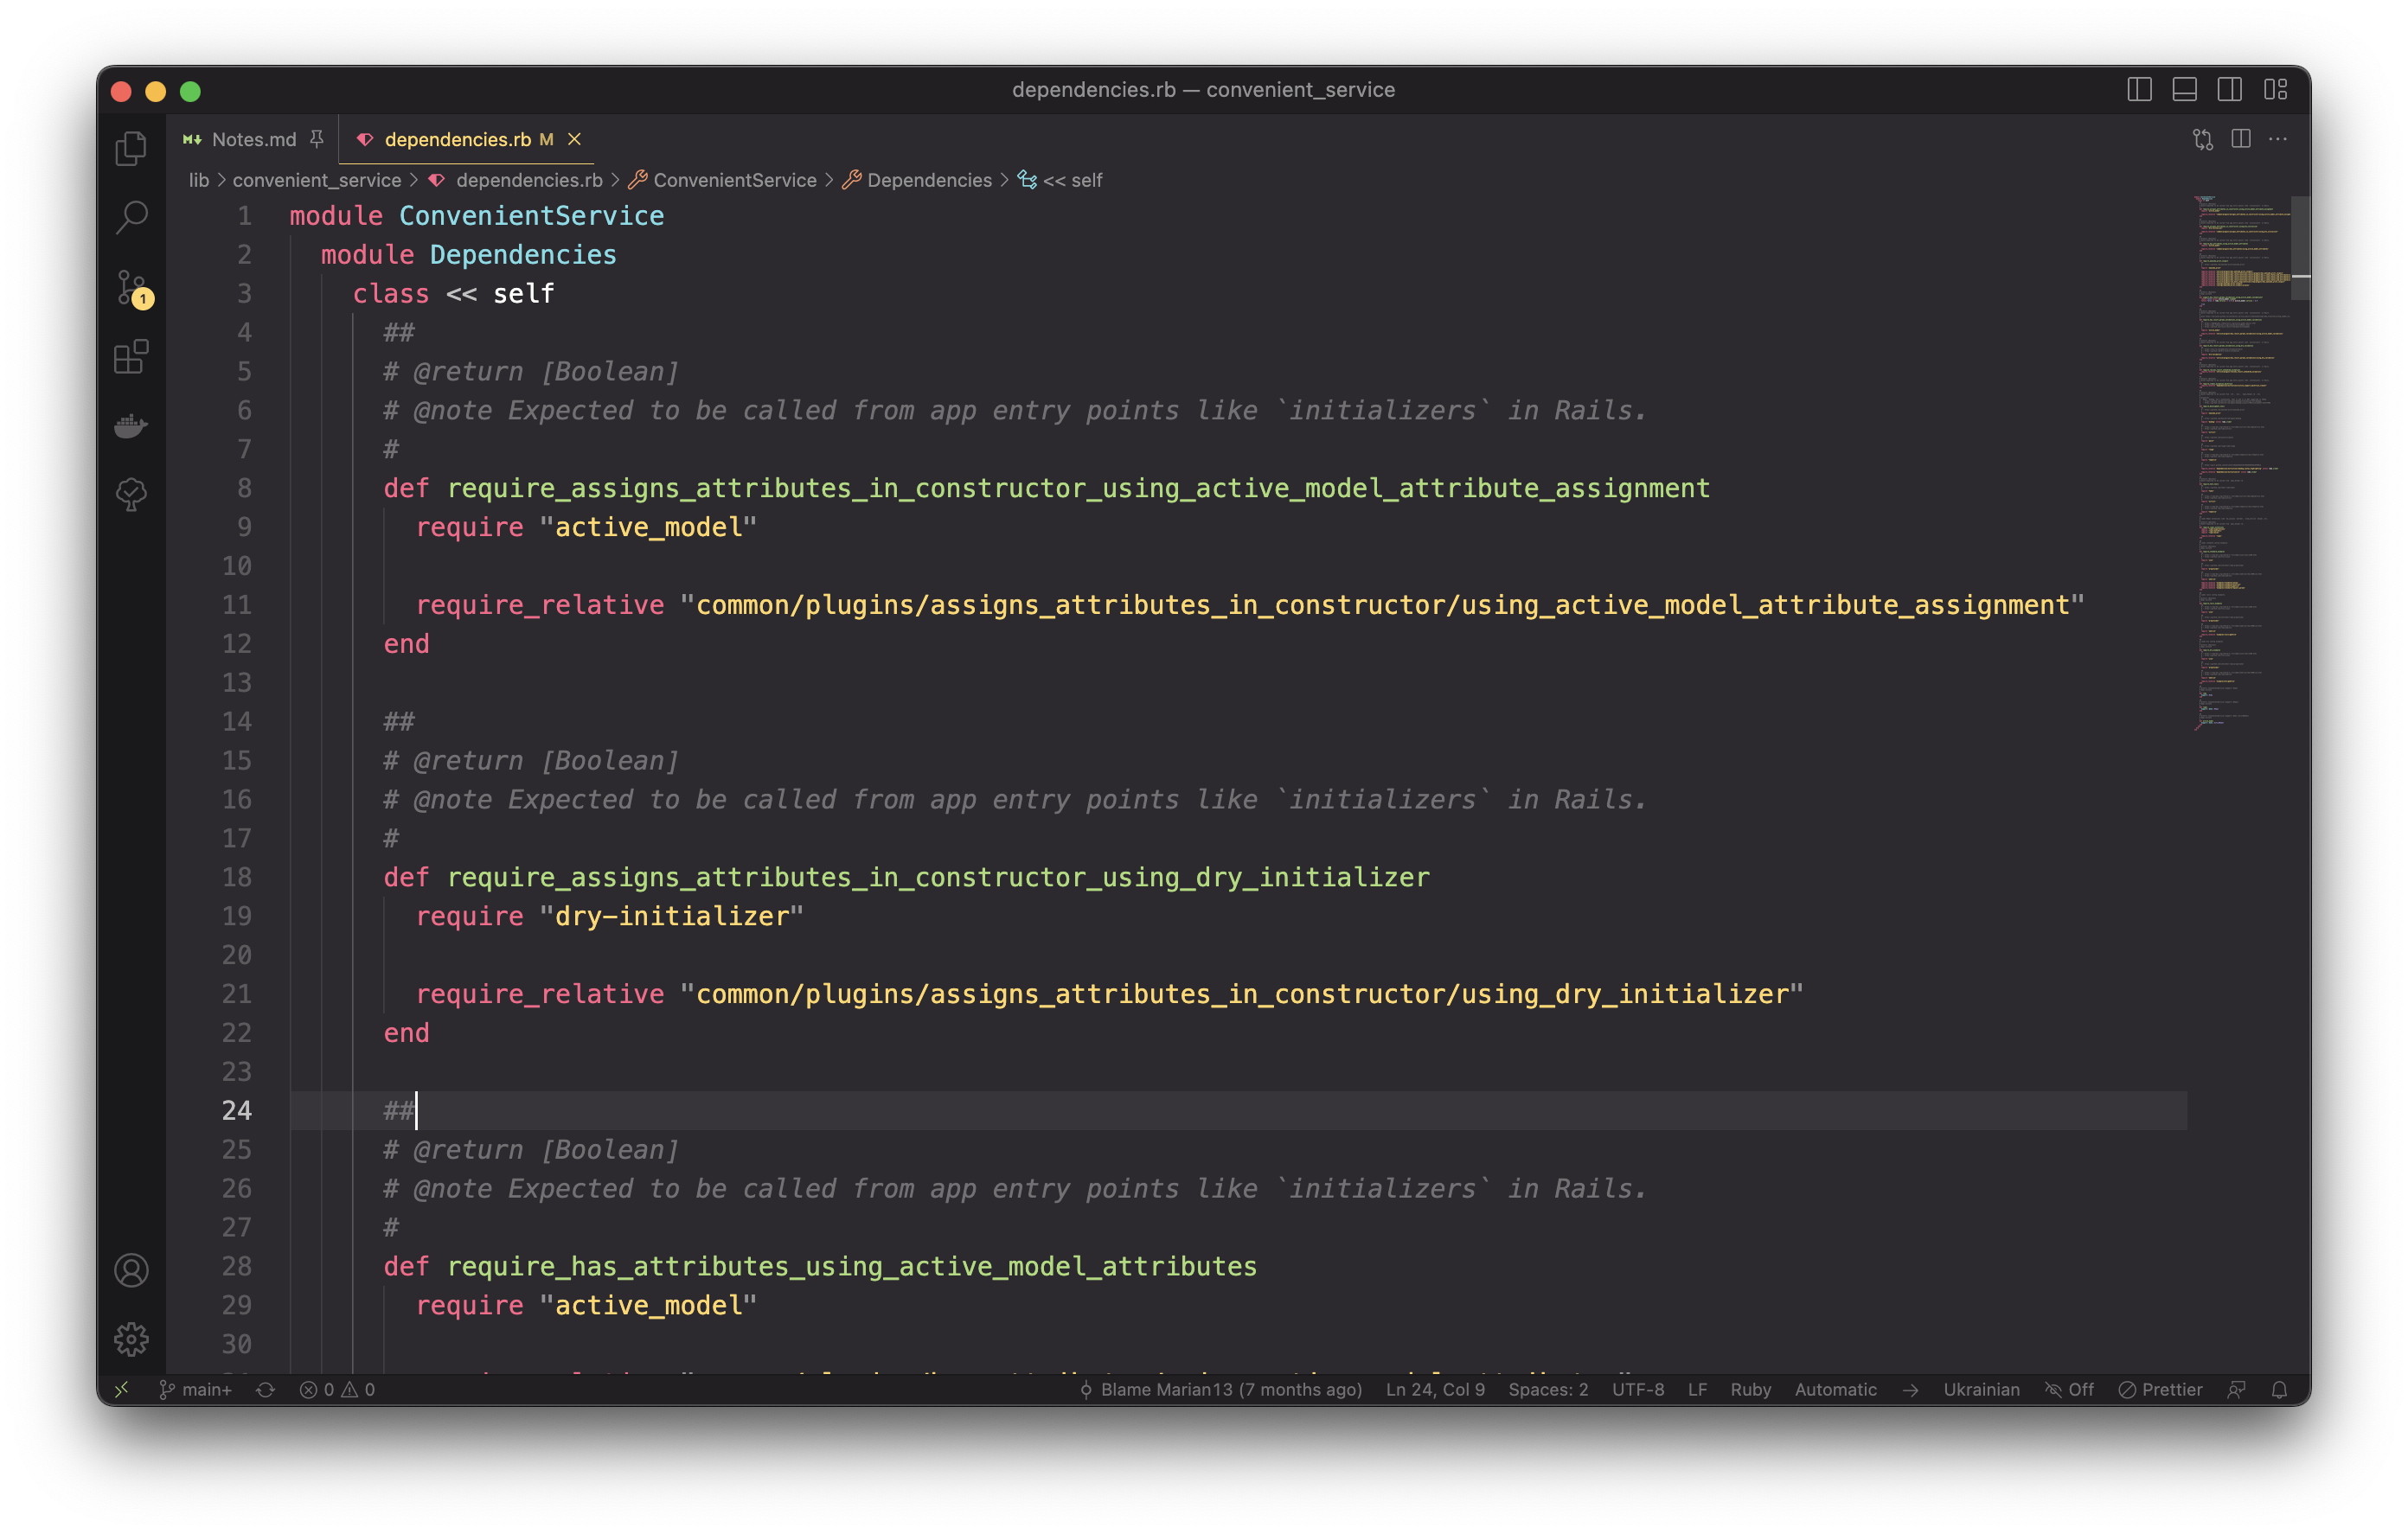 dependencies.rb — convenient_service
Notes.md
dependencies.rb M
lib > convenient_service > dependencies.rb > ConvenientService > Dependencies > << self
1 module ConvenientService
2 module Dependencies
3 class << self
4 ##
5 # @return [Boolean]
6 # @note Expected to be called from app entry points like `initializers` in Rails.
7 #
8 def require_assigns_attributes_in_constructor_using_active_model_attribute_assignment
9 require "active_model"
10
11 require_relative "common/plugins/assigns_attributes_in_constructor/using_active_model_attribute_assignment"
12 end
13
14 ##
15 # @return [Boolean]
16 # @note Expected to be called from app entry points like `initializers` in Rails.
17 #
18 def require_assigns_attributes_in_constructor_using_dry_initializer
19 require "dry-initializer"
20
21 require_relative "common/plugins/assigns_attributes_in_constructor/using_dry_initializer"
22 end
23
24 ##
25 # @return [Boolean]
26 # @note Expected to be called from app entry points like `initializers` in Rails.
27 #
28 def require_has_attributes_using_active_model_attributes
29 require "active_model"
30
1
main+ 0 0 Blame Marian13 (7 months ago) Ln 24, Col 9 Spaces: 2 UTF-8 LF Ruby Automatic Ukrainian Off Prettier